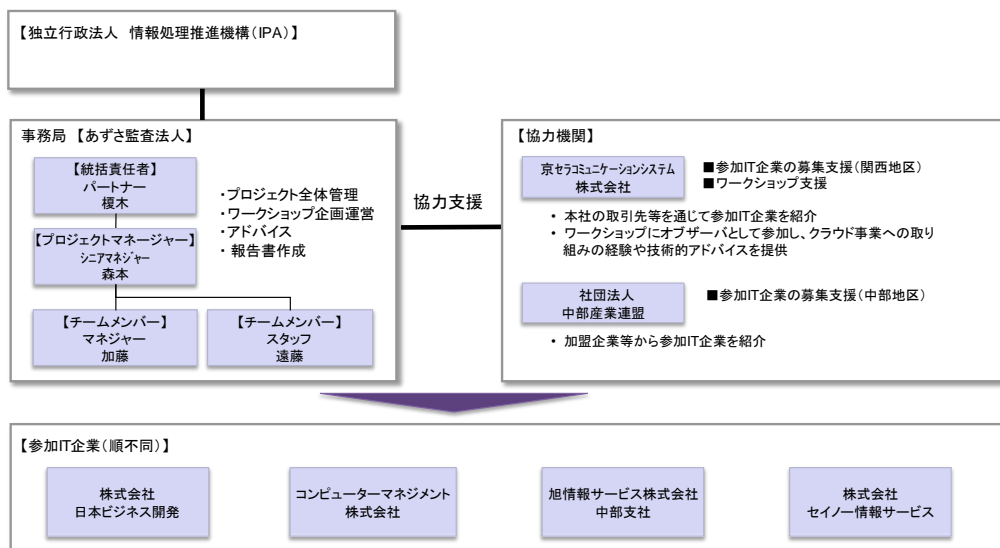 【独立行政法人 情報処理推進機構(IPA)】
事務局 【あずさ監査法人】
【統括責任者】
パートナー
榎木
・プロジェクト全体管理
・ワークショップ企画運営
・アドバイス
・ 報告書作成
【プロジェクトマネージャー】
シニアマネジャー
森本
【チームメンバー】
マネジャー
加藤
【チームメンバー】
スタッフ
遠藤
協力支援
【協力機関】
京セラコミュニケーションシステム
株式会社
■参加IT企業の募集支援(関西地区)
■ワークショップ支援
• 本社の取引先等を通じて参加IT企業を紹介
• ワークショップにオブザーバとして参加し、クラウド事業への取り
組みの経験や技術的アドバイスを提供
社団法人
中部産業連盟
■参加IT企業の募集支援(中部地区)
• 加盟企業等から参加IT企業を紹介
【参加IT企業(順不同)】
株式会社
日本ビジネス開発
コンピューターマネジメント
株式会社
旭情報サービス株式会社
中部支社
株式会社
セイノー情報サービス